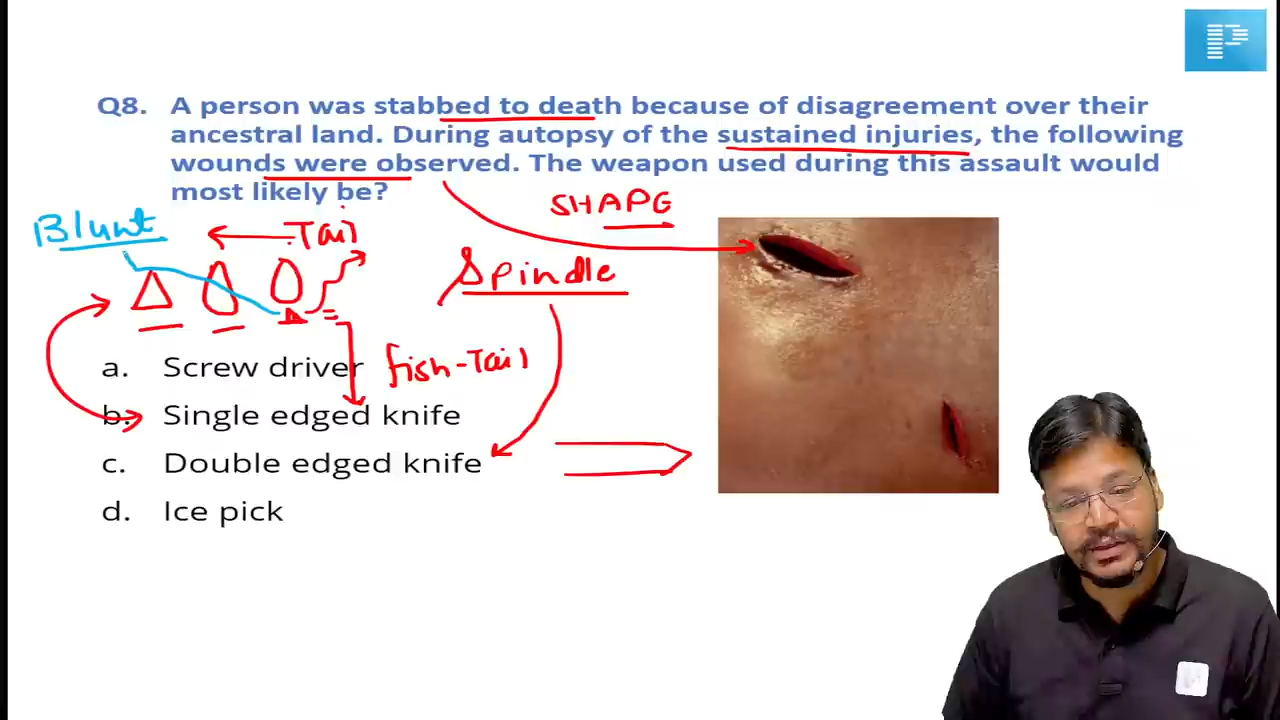 P
Q8. A person was stabbed to death because of disagreement over their
ancestral land. During autopsy of the sustained injuries, the following
wounds were observed. The weapon used during this assault would
most likely be?
SHAPE
Blunt
Tail
Spindle
a. Screw driver
fish-Tail
b. Single edged knife
c. Double edged knife
d. Ice pick